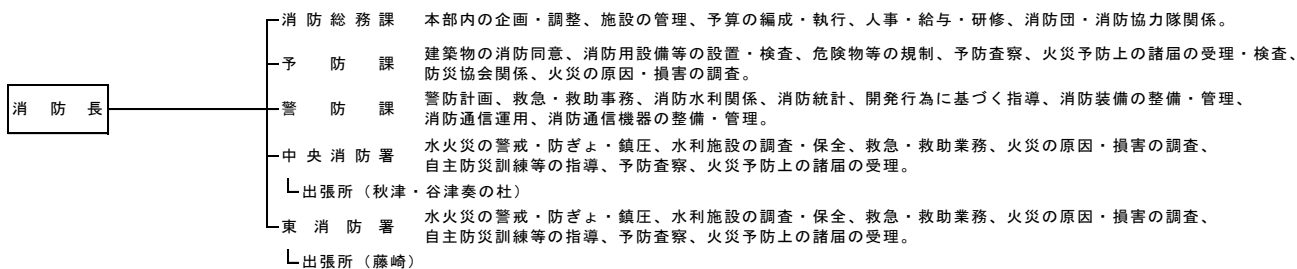 消防長
消防総務課　本部内の企画・調整、施設の管理、予算の編成・執行、人事・給与・研修、消防団・消防協力隊関係。
予防課　建築物の消防同意、消防用設備等の設置・検査、危険物等の規制、予防査察、火災予防上の諸届の受理・検査、
防災協会関係、火災の原因・損害の調査。
警防課　警防計画、救急・救助事務、消防水利関係、消防統計、開発行為に基づく指導、消防装備の整備・管理、
消防通信運用、消防通信機器の整備・管理。
中央消防署　水火災の警戒・防ぎょ・鎮圧、水利施設の調査・保全、救急・救助業務、火災の原因・損害の調査、
自主防災訓練等の指導、予防査察、火災予防上の諸届の受理。
出張所（秋津・谷津奏の杜）
東消防署　水火災の警戒・防ぎょ・鎮圧、水利施設の調査・保全、救急・救助業務、火災の原因・損害の調査、
自主防災訓練等の指導、予防査察、火災予防上の諸届の受理。
出張所（藤崎）